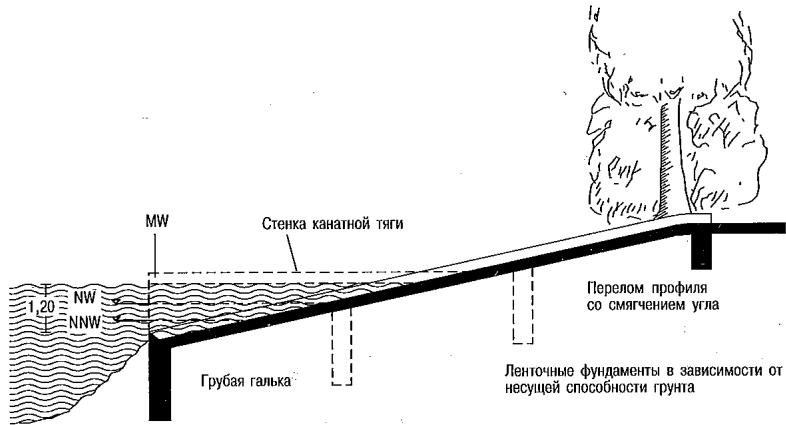 MW
Стенка канатной тяги
NW
1,20
NNW
Перелом профиля
со смягчением угла
Грубая галька
Ленточные фундаменты в зависимости от
несущей способности грунта